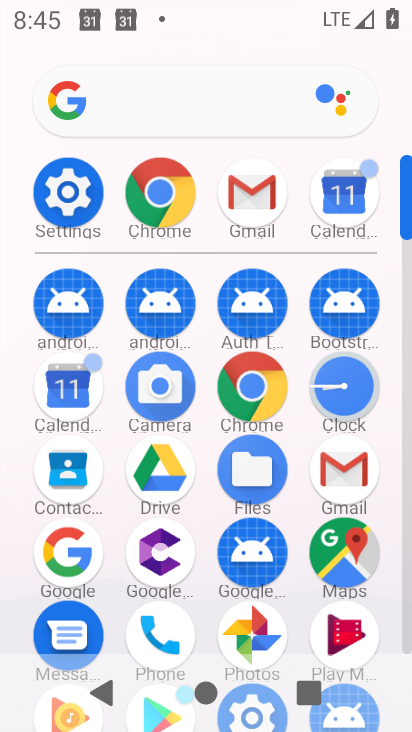 8:45 31 31 LTE
G
Settings Chrome Gmail 11 Calend...
androi... androi... Auth T... Bootstr...
11 Calend... Camera Chrome Clock
Contac... Drive Files Gmail
Google Google,.. Google... Maps
Messa... Phone Photos Play M...